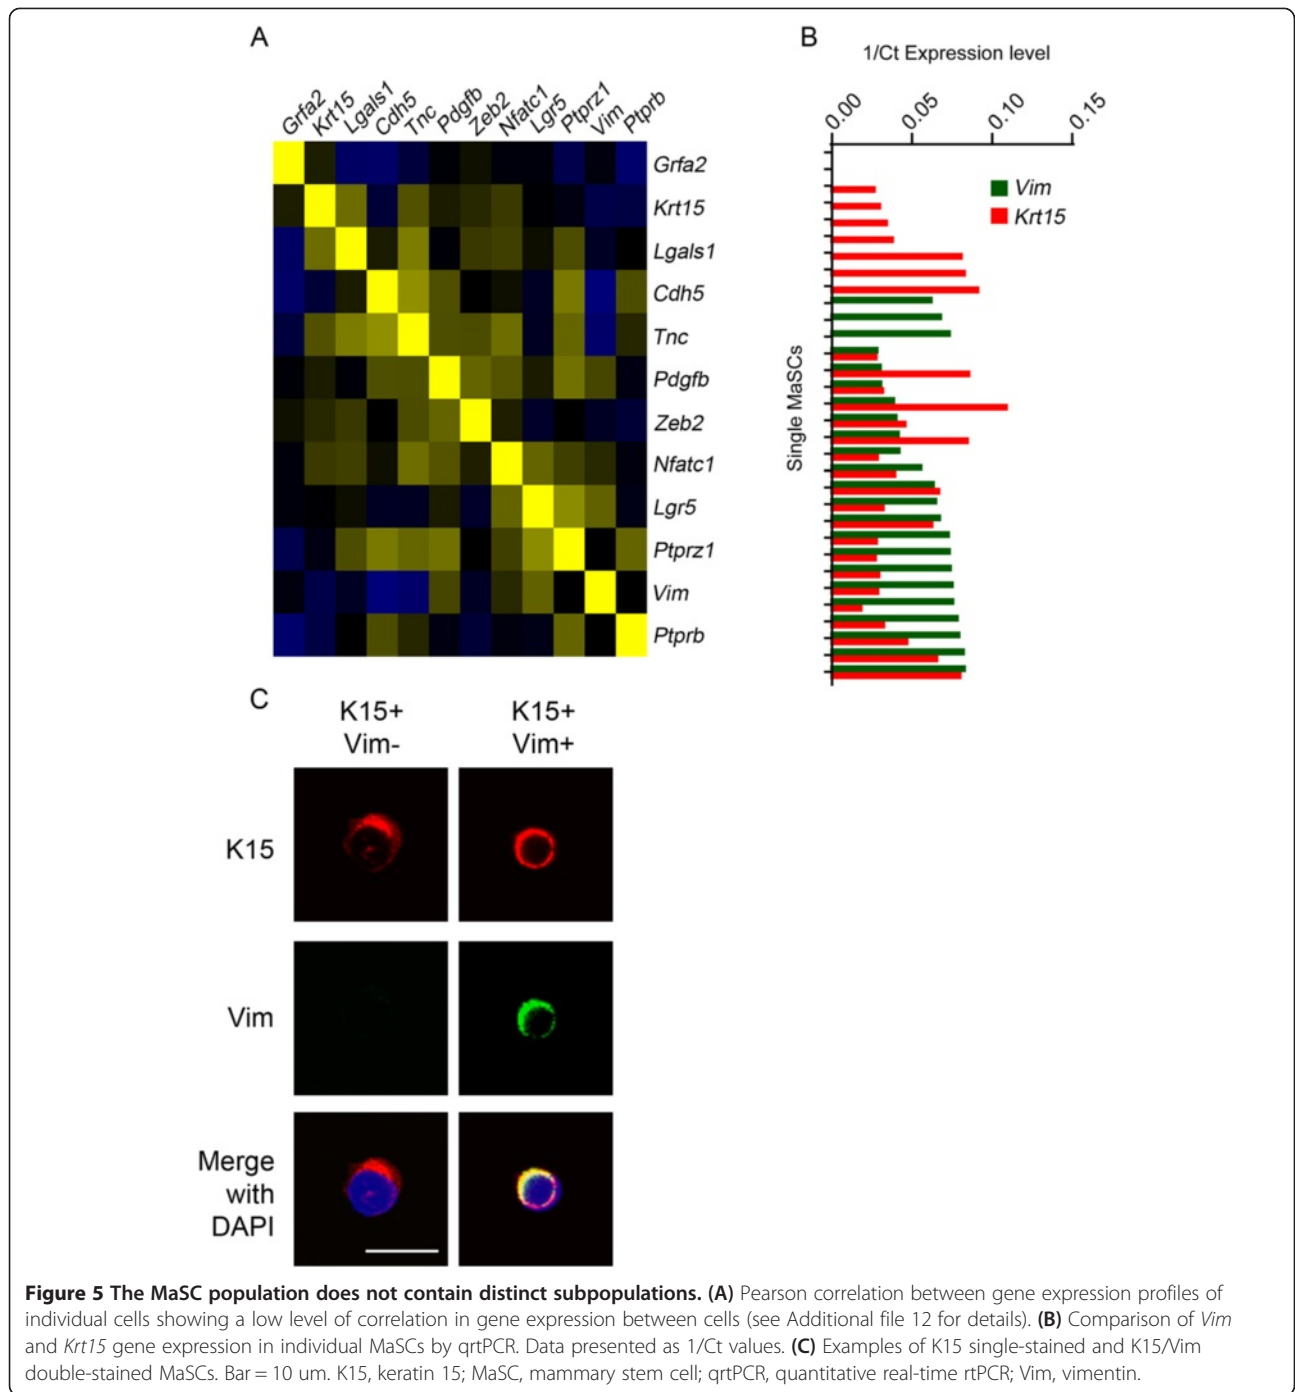 A
Grfa2 Krt15 Lgals1 Cdh5 Tnc Pdgfb Zeb2 Nfatc1 Lgr5 Ptprz1 Vim Ptprb
Grfa2
Krt15
Lgals1
Cdh5
Tnc
Pdgfb
Zeb2
Nfatc1
Lgr5
Ptprz1
Vim
Ptprb
B
1/Ct Expression level
0.00 0.05 0.10 0.15
Vim
Krt15
Single MaSCs
C
K15+ K15+
Vim- Vim+
K15
Vim
Merge
with
DAPI
Figure 5 The MaSC population does not contain distinct subpopulations. (A) Pearson correlation between gene expression profiles of
individual cells showing a low level of correlation in gene expression between cells (see Additional file 12 for details). (B) Comparison of Vim
and Krt15 gene expression in individual MaSCs by qrtPCR. Data presented as 1/Ct values. (C) Examples of K15 single-stained and K15/Vim
double-stained MaSCs. Bar = 10 um. K15, keratin 15; MaSC, mammary stem cell; qrtPCR, quantitative real-time rtPCR; Vim, vimentin.